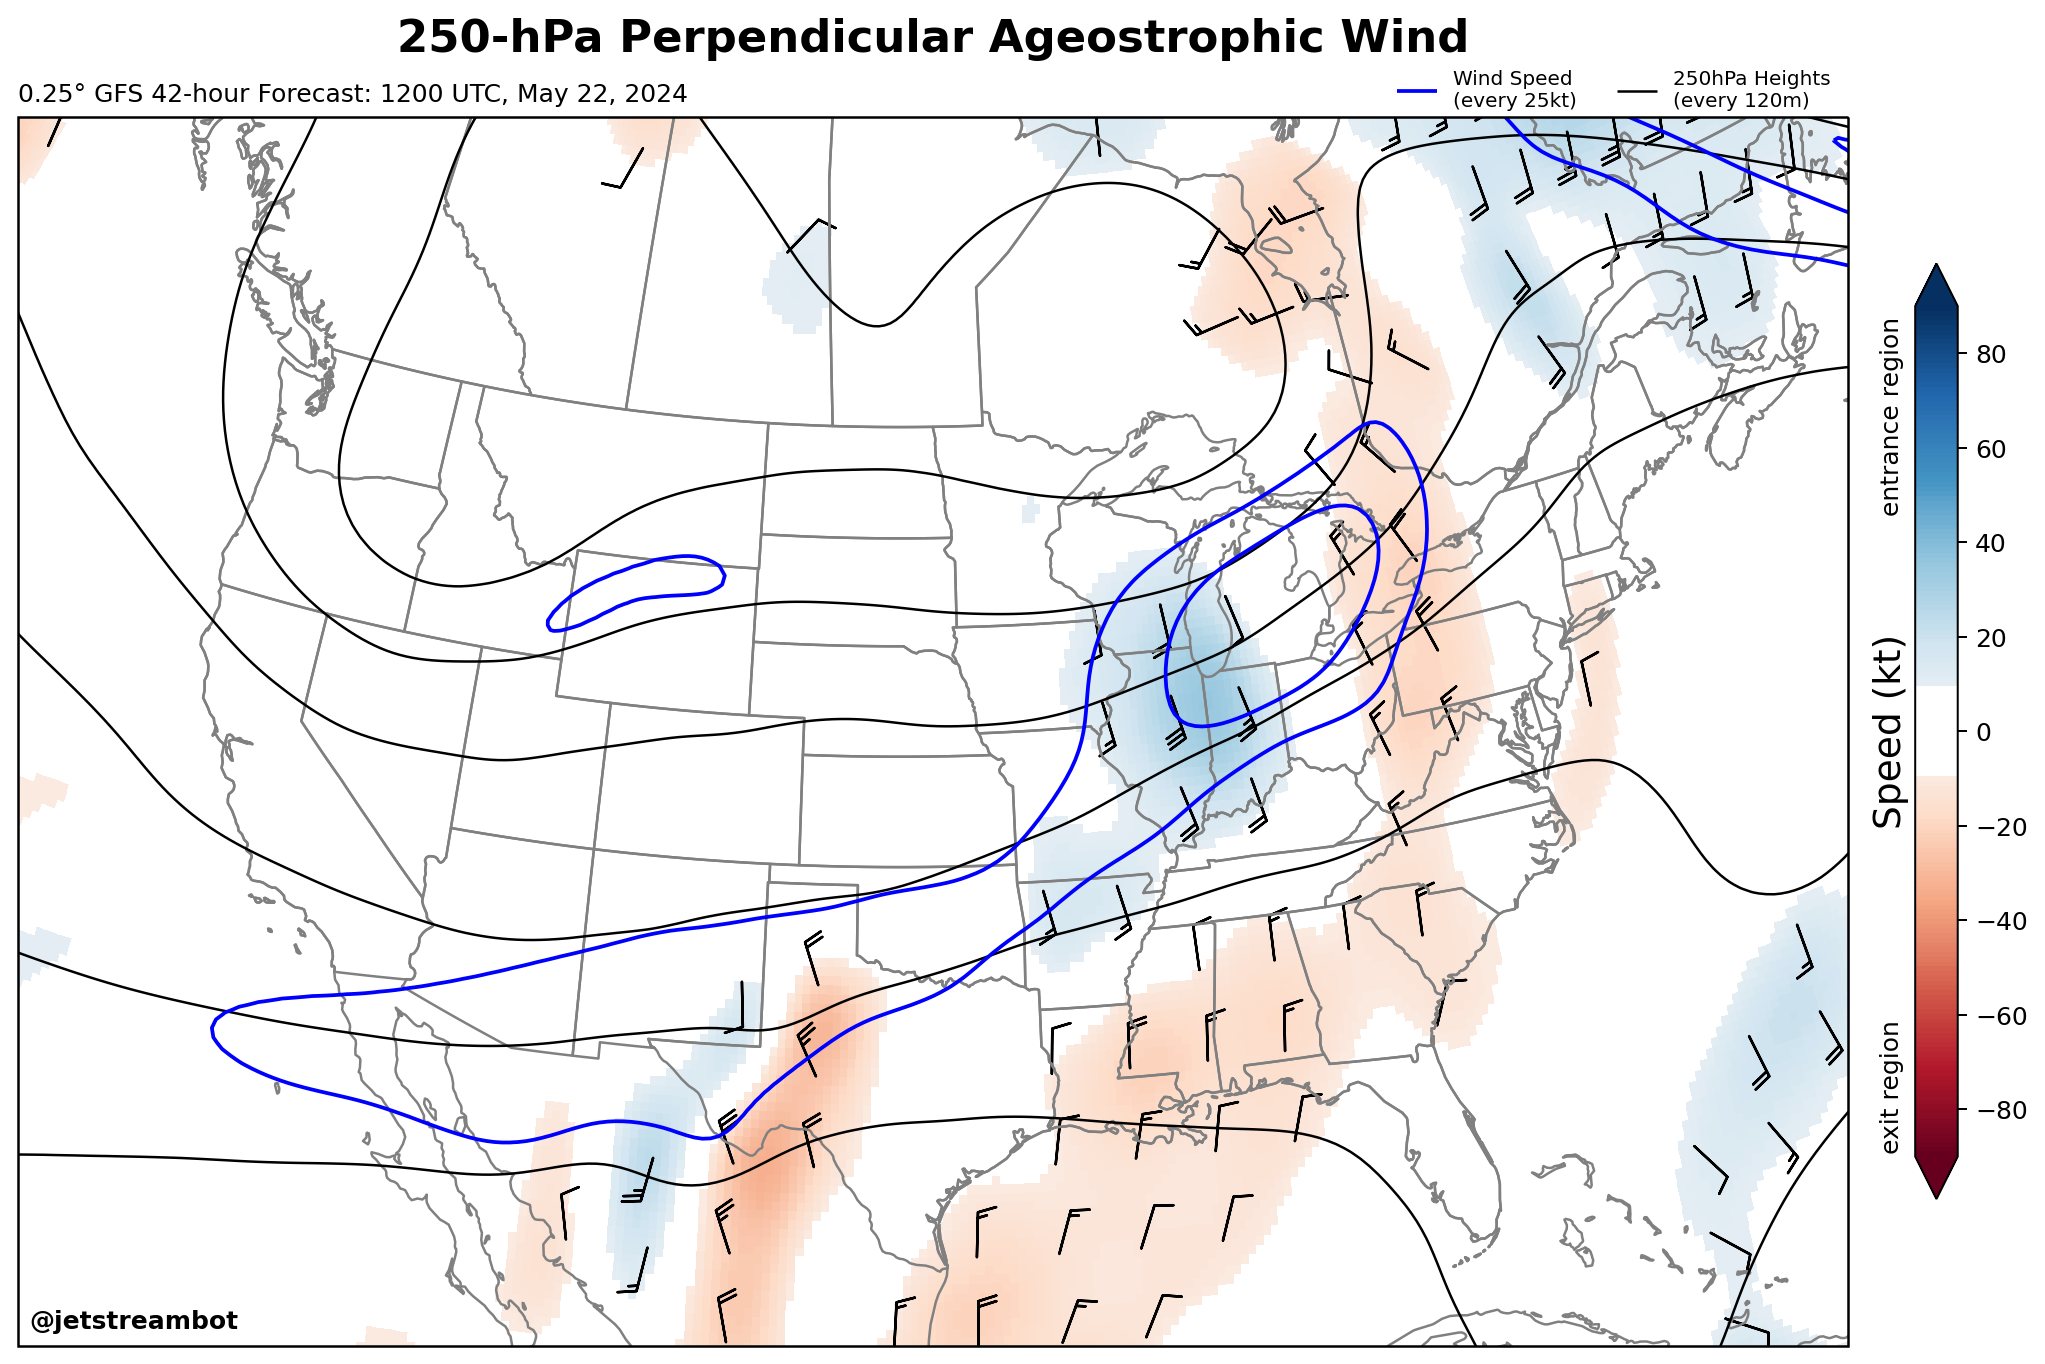 250-hPa Perpendicular Ageostrophic Wind
0.25° GFS 42-hour Forecast: 1200 UTC, May 22, 2024
Wind Speed
(every 25kt)
250hPa Heights
(every 120m)
entrance region
Speed (kt)
exit region
80
60
40
20
0
−20
−40
−60
−80
@jetstreambot